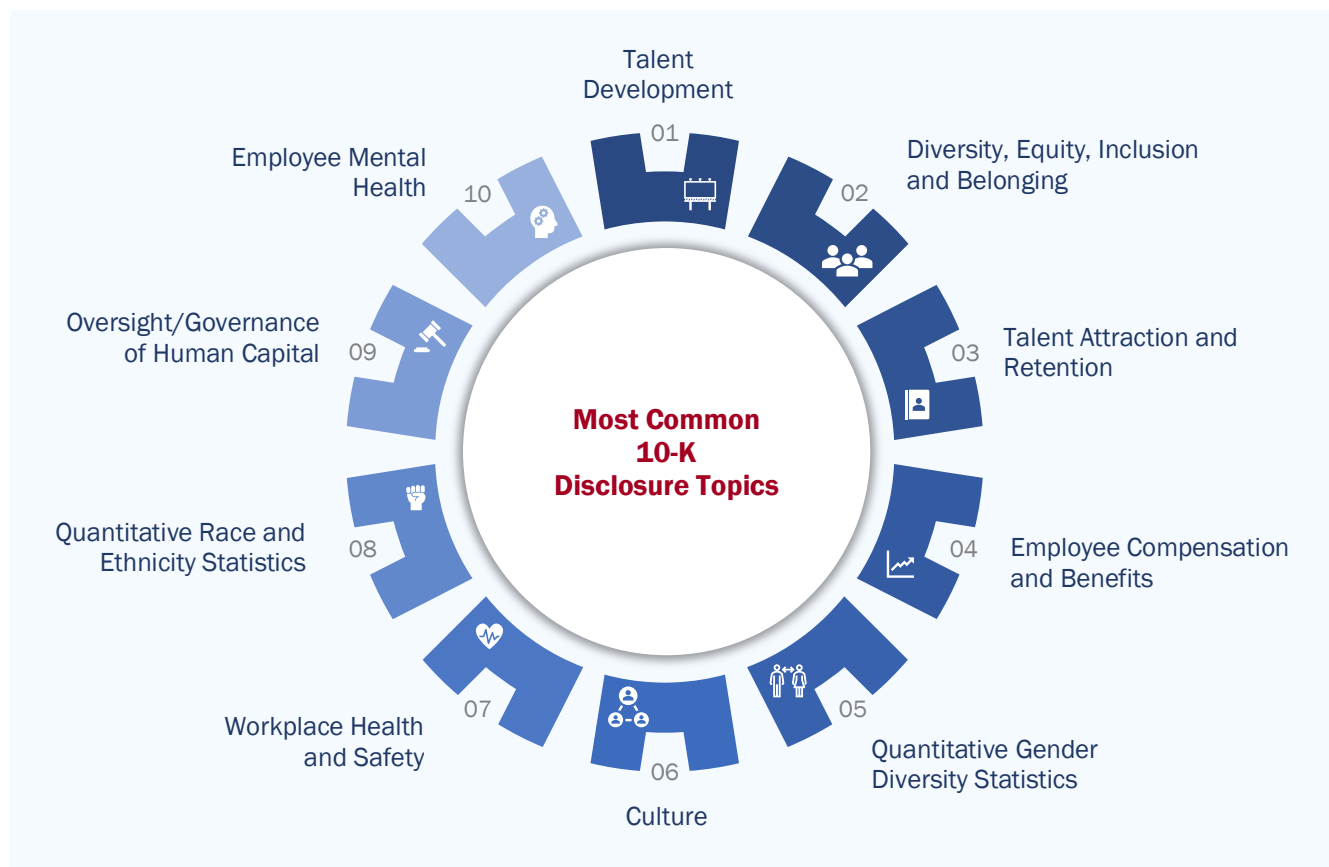 Most Common
10-K
Disclosure Topics
01
Talent
Development
02
Diversity, Equity, Inclusion
and Belonging
03
Talent Attraction and
Retention
04
Employee Compensation
and Benefits
05
Quantitative Gender
Diversity Statistics
06
Culture
07
Workplace Health
and Safety
08
Quantitative Race and
Ethnicity Statistics
09
Oversight/Governance
of Human Capital
10
Employee Mental
Health